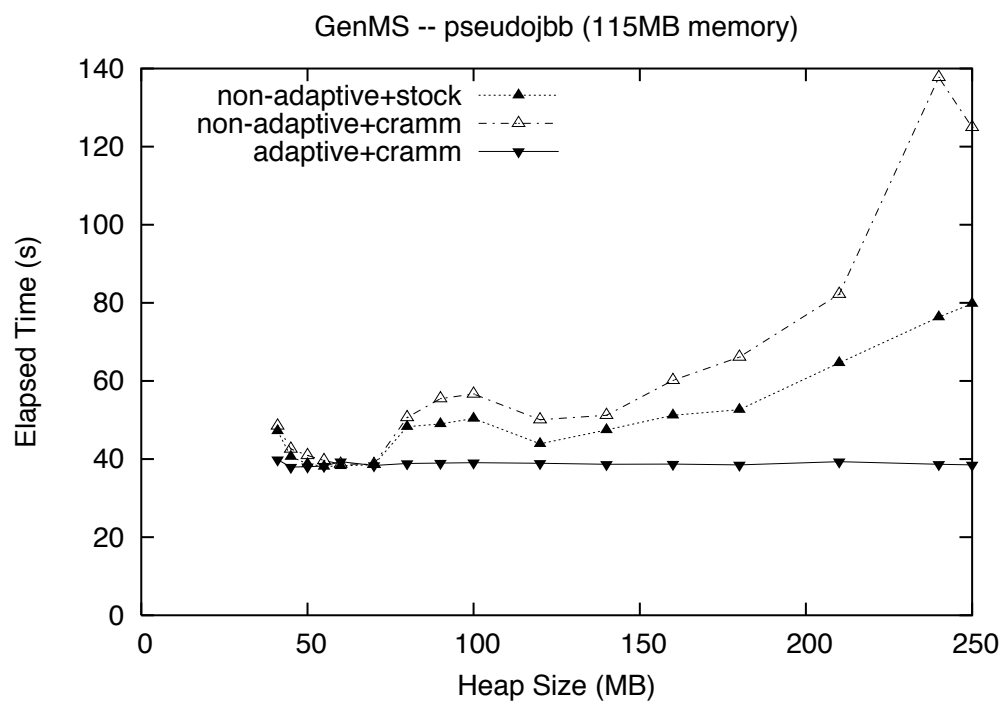 GenMS -- pseudojbb (115MB memory)
140
120
100
80
60
40
20
0
Elapsed Time (s)
non-adaptive+stock
non-adaptive+cramm
adaptive+cramm
0 50 100 150 200 250
Heap Size (MB)